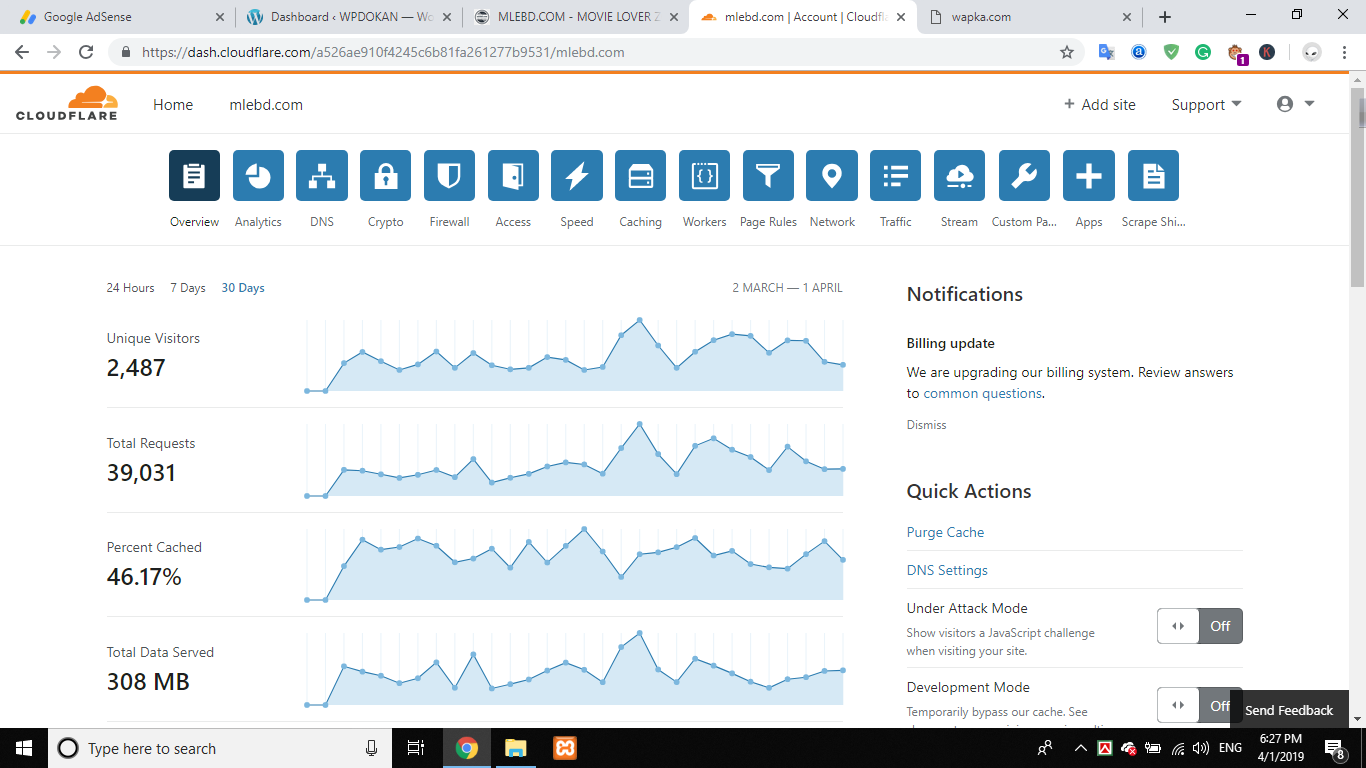 Google AdSense
Dashboard ‹ WPDOKAN — Wo
MLEBD.COM - MOVIE LOVER Z
mlebd.com | Account | Cloudfla
wapka.com
https://dash.cloudflare.com/a526ae910f4245c6b81fa261277b9531/mlebd.com
1
K
CLOUDFLARE
Home
mlebd.com
+ Add site
Support
Overview
Analytics
DNS
Crypto
Firewall
Access
Speed
Caching
Workers
Page Rules
Network
Traffic
Stream
Custom Pa...
Apps
Scrape Shi...
24 Hours 7 Days 30 Days
2 MARCH — 1 APRIL
Unique Visitors
2,487
Total Requests
39,031
Percent Cached
46.17%
Total Data Served
308 MB
Notifications
Billing update
We are upgrading our billing system. Review answers
to common questions.
Dismiss
Quick Actions
Purge Cache
DNS Settings
Under Attack Mode
Off
Show visitors a JavaScript challenge
when visiting your site.
Development Mode
Off
Temporarily bypass our cache. See
Send Feedback
Type here to search
ENG
6:27 PM
4/1/2019
8